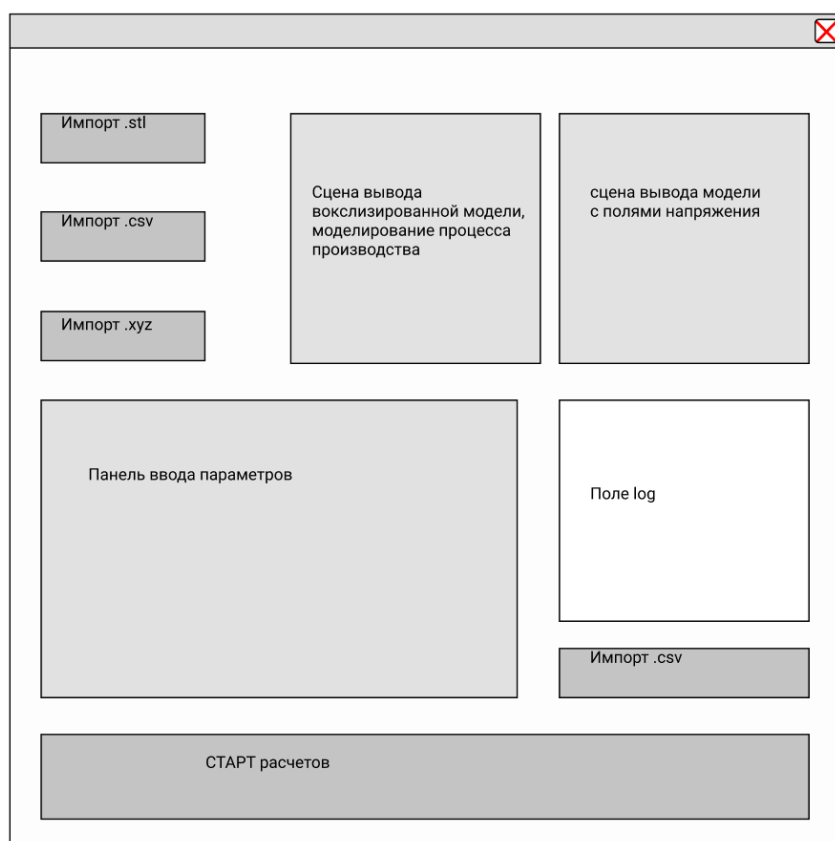 Импорт .stl
Импорт .csv
Импорт .xyz
Сцена вывода
вокслизированной модели,
моделирование процесса
производства
сцена вывода модели
с полями напряжения
Панель ввода параметров
Поле log
Импорт .csv
СТАРТ расчетов